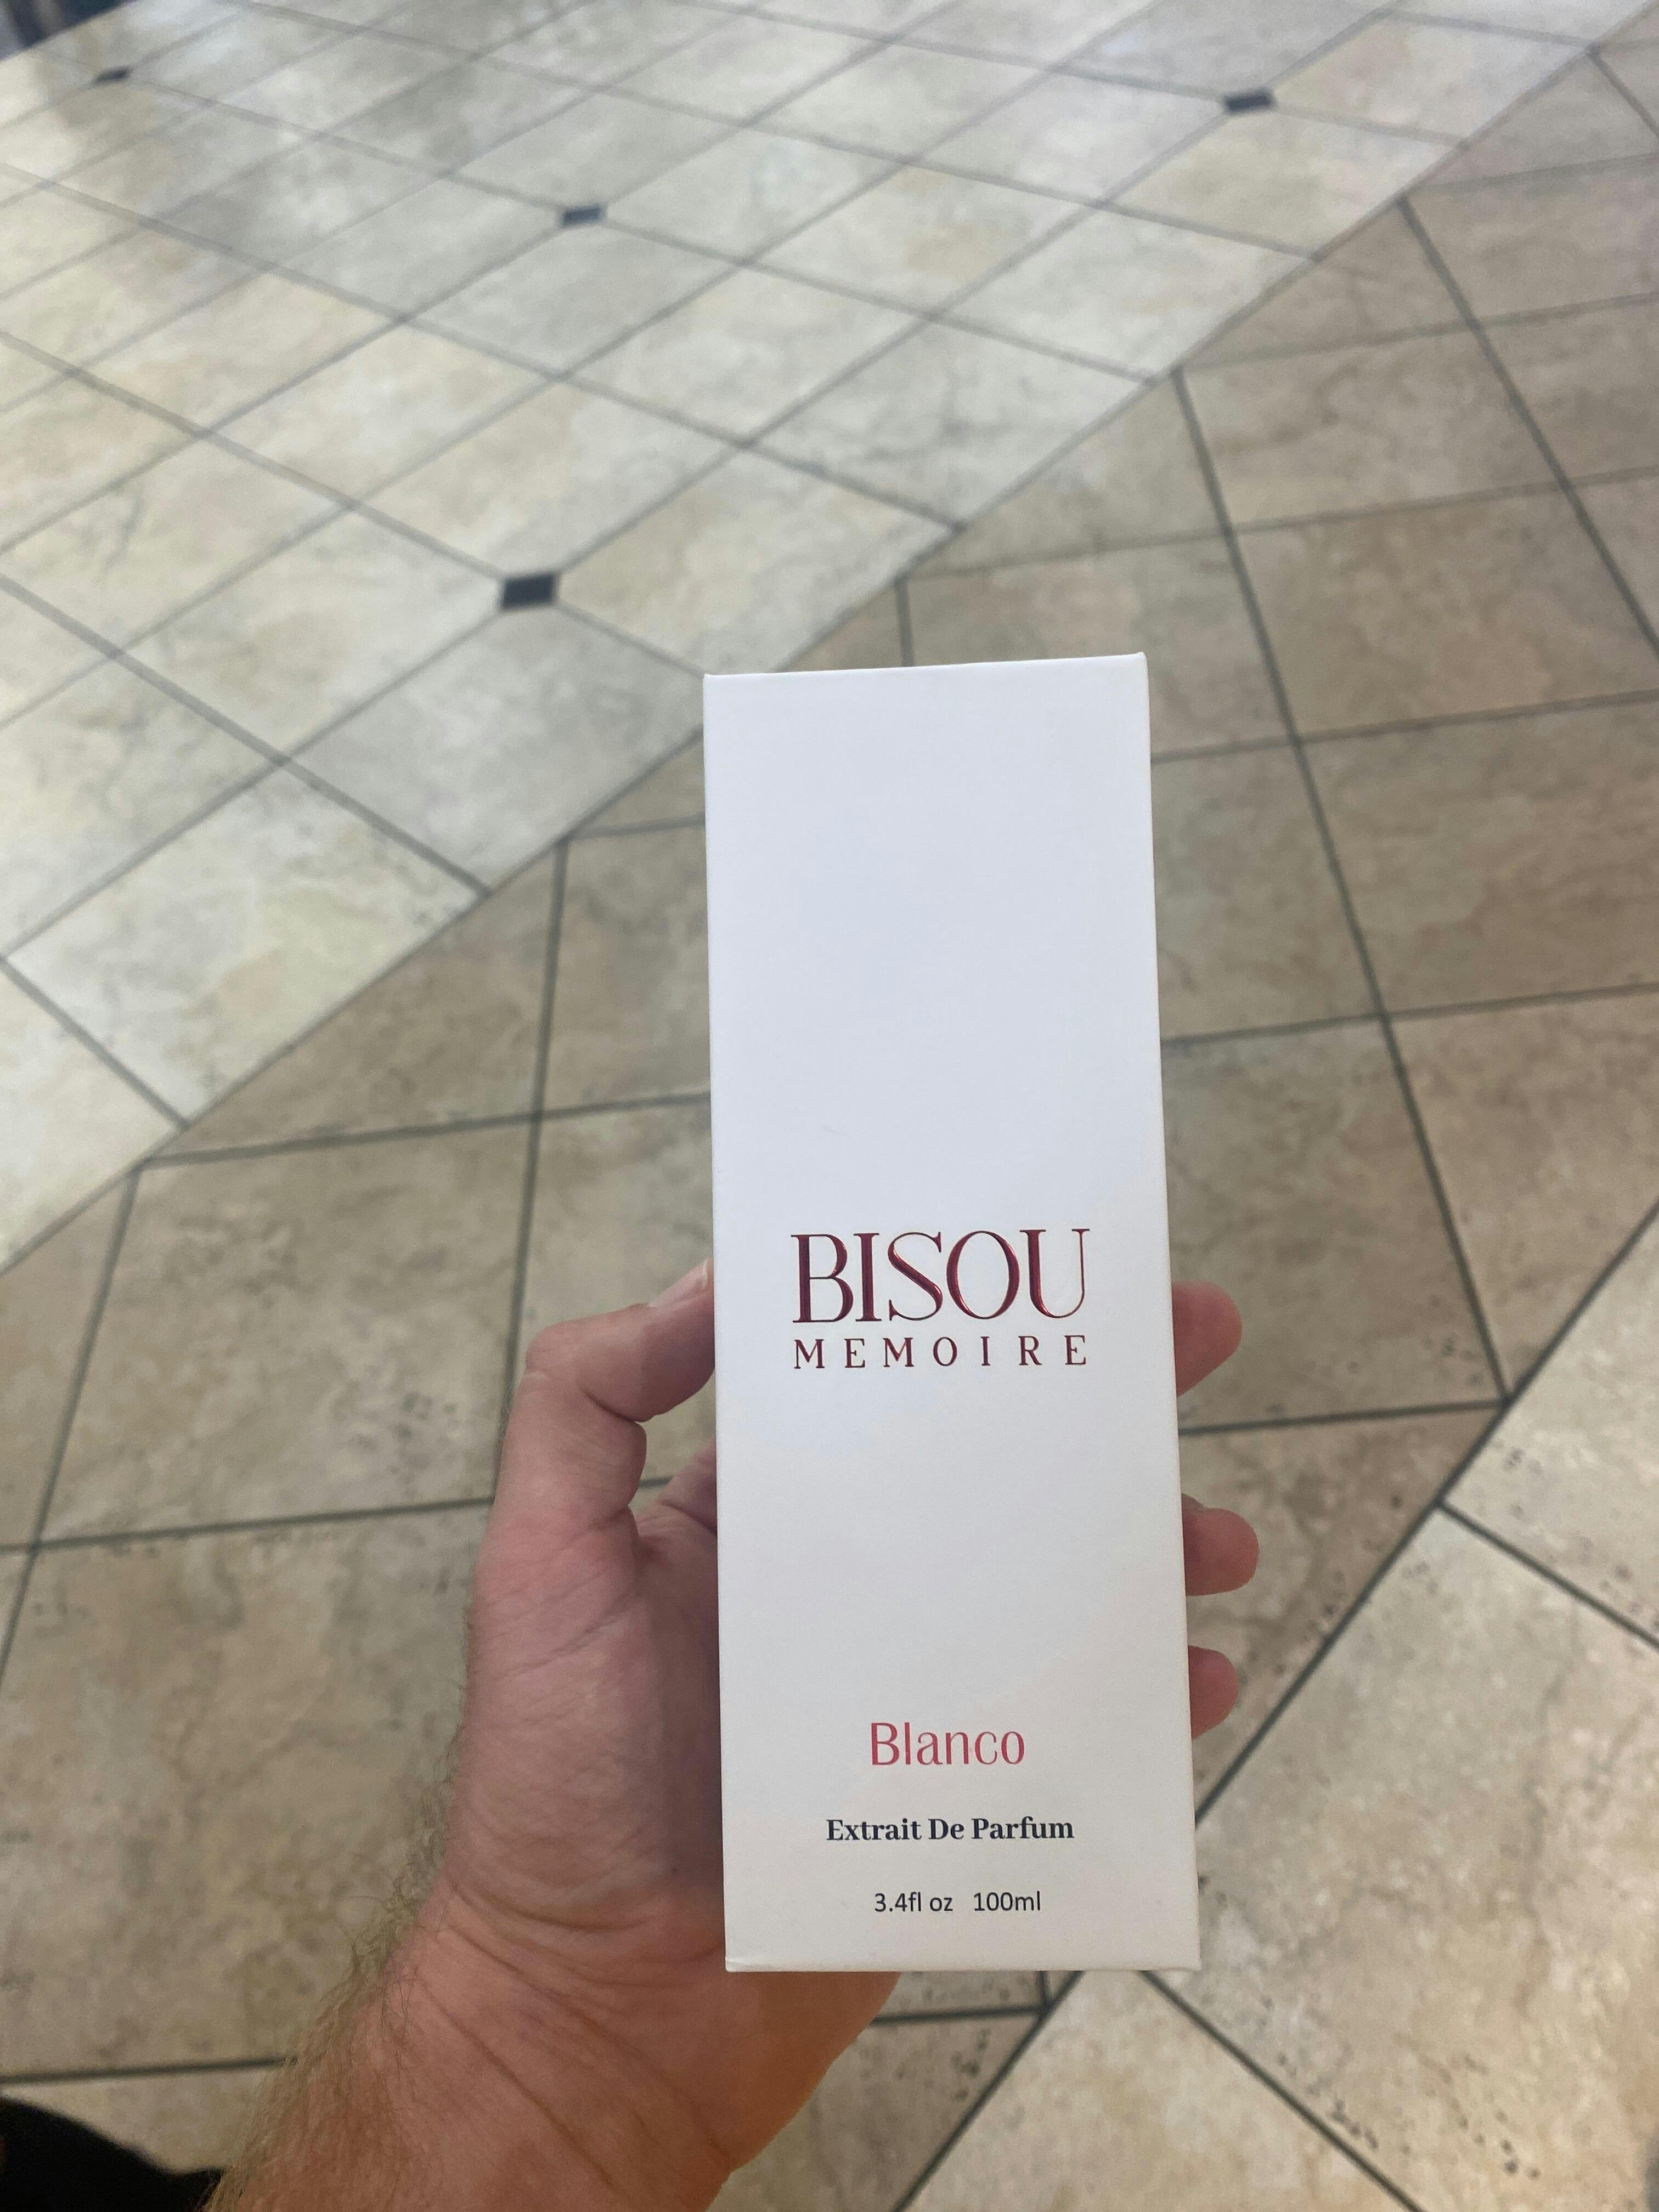 BISOU
MEMOIRE
Blanco
Extrait De Parfum
3.4fl oz 100ml